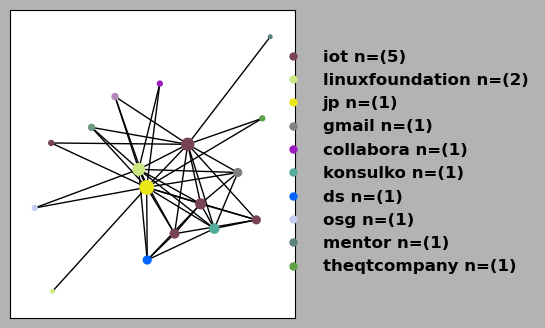 iot n=(5)
linuxfoundation n=(2)
jp n=(1)
gmail n=(1)
collabora n=(1)
konsulko n=(1)
ds n=(1)
osg n=(1)
mentor n=(1)
theqtcompany n=(1)